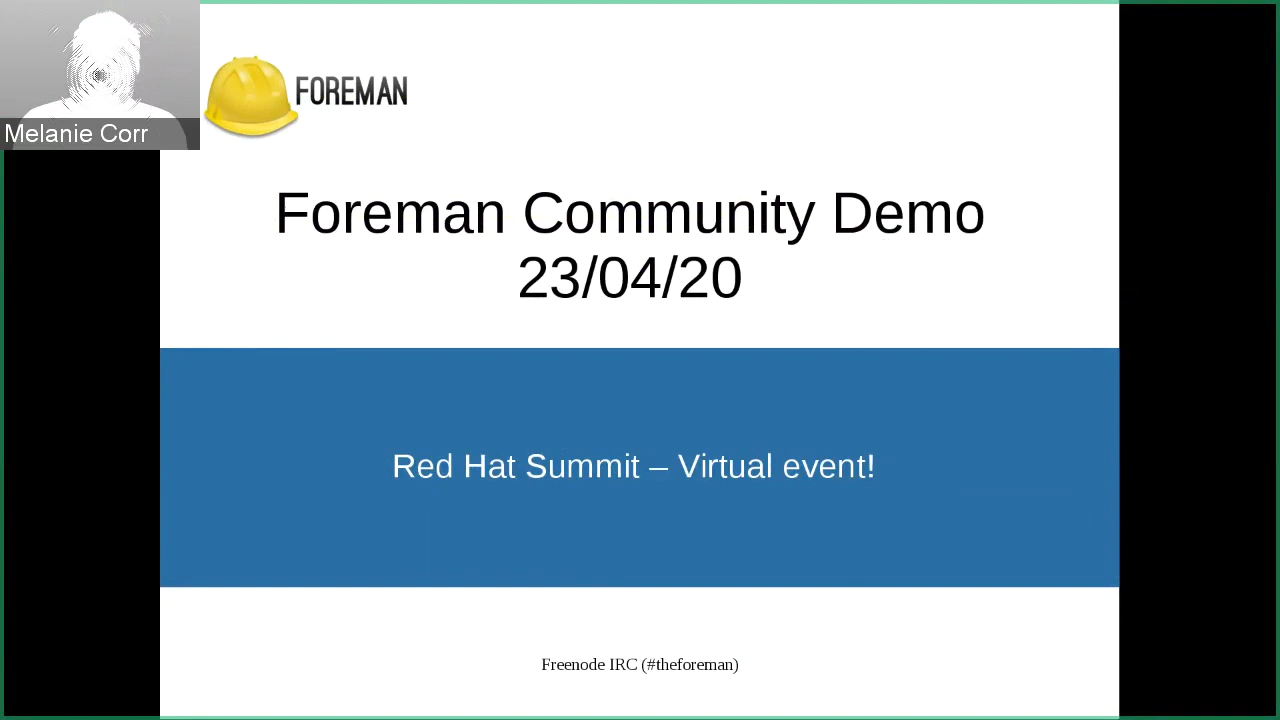 Melanie Corr
FOREMAN
Foreman Community Demo
23/04/20
Red Hat Summit – Virtual event!
Freenode IRC (#theforeman)